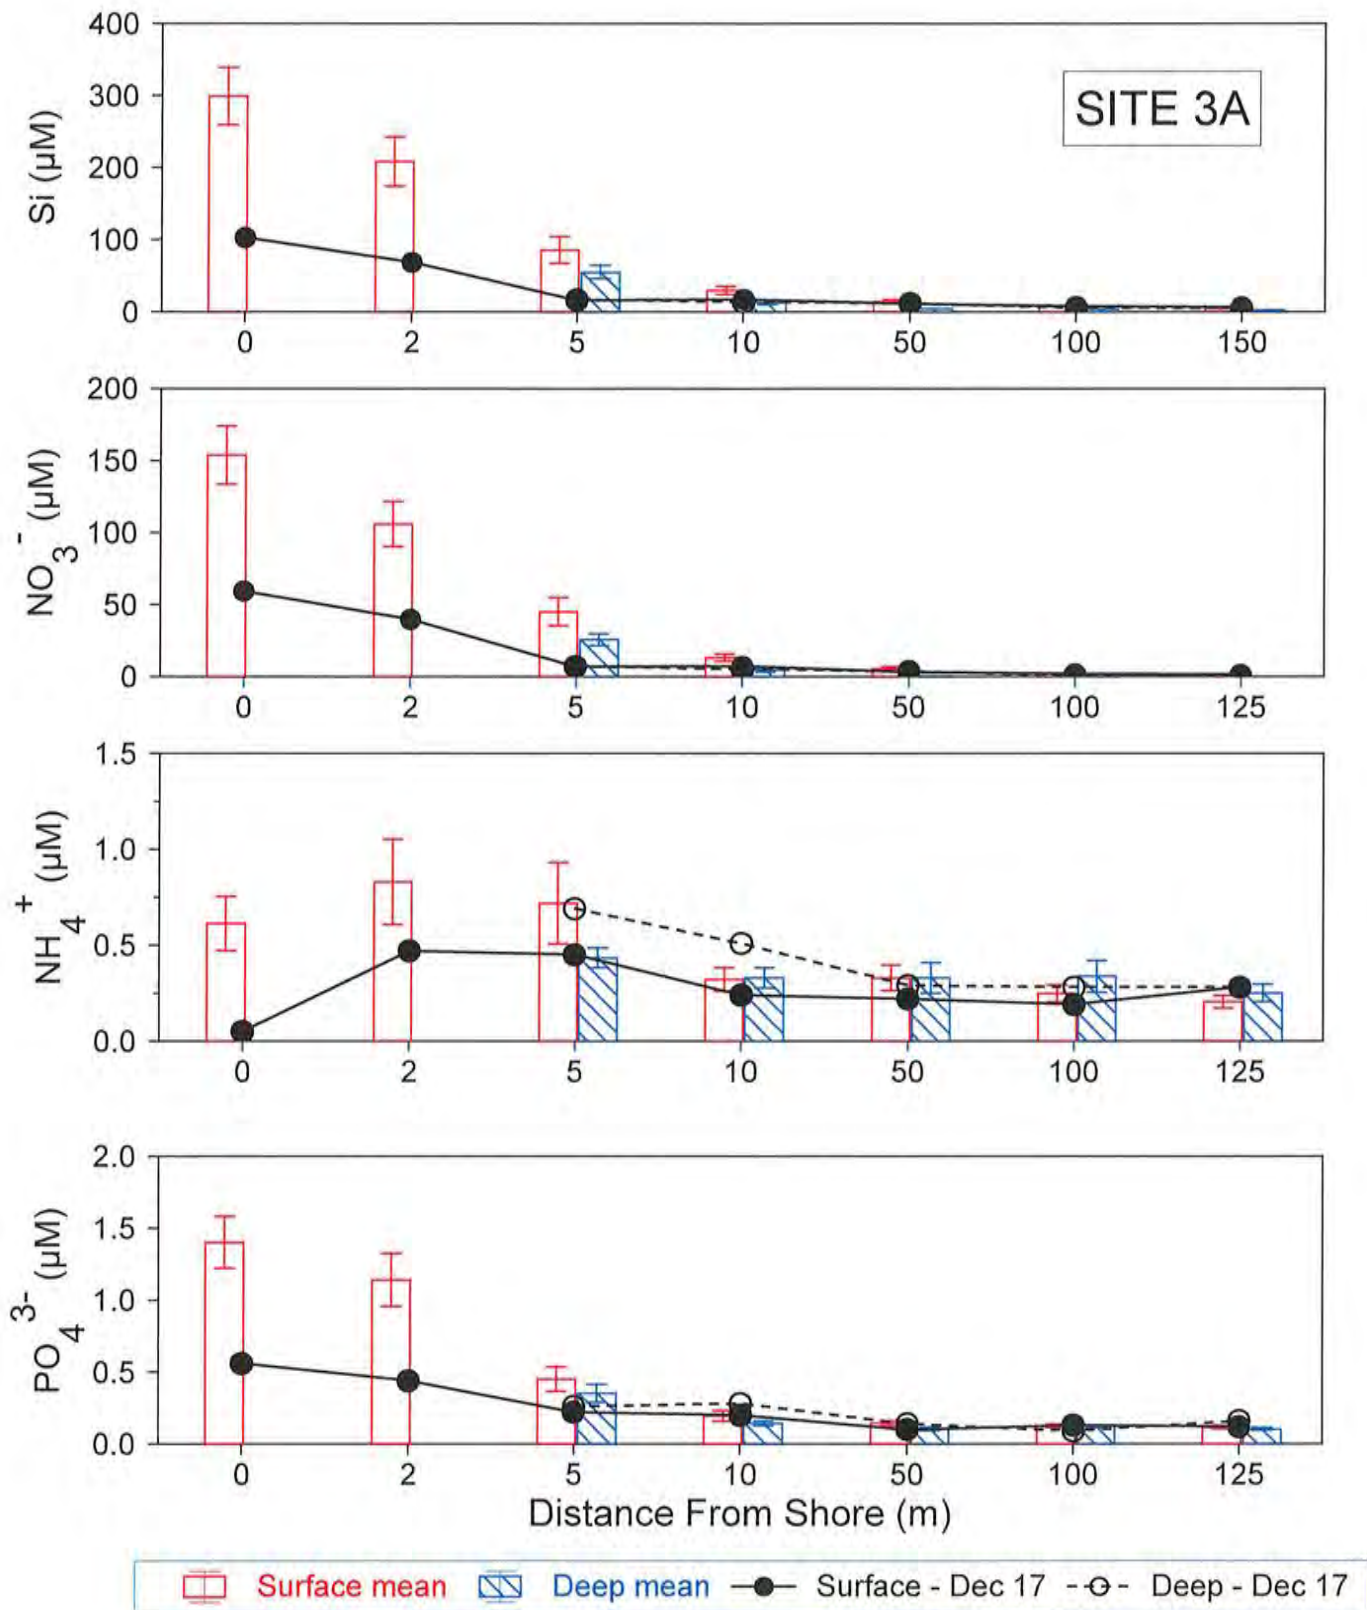 SITE 3A
Si (µM)
400
300
200
100
0
0 2 5 10 50 100 150
NO3- (µM)
200
150
100
50
0
0 2 5 10 50 100 125
NH4+ (µM)
1.5
1.0
0.5
0.0
0 2 5 10 50 100 125
PO43- (µM)
2.0
1.5
1.0
0.5
0.0
0 2 5 10 50 100 125
Distance From Shore (m)
Surface mean Deep mean Surface - Dec 17 Deep - Dec 17